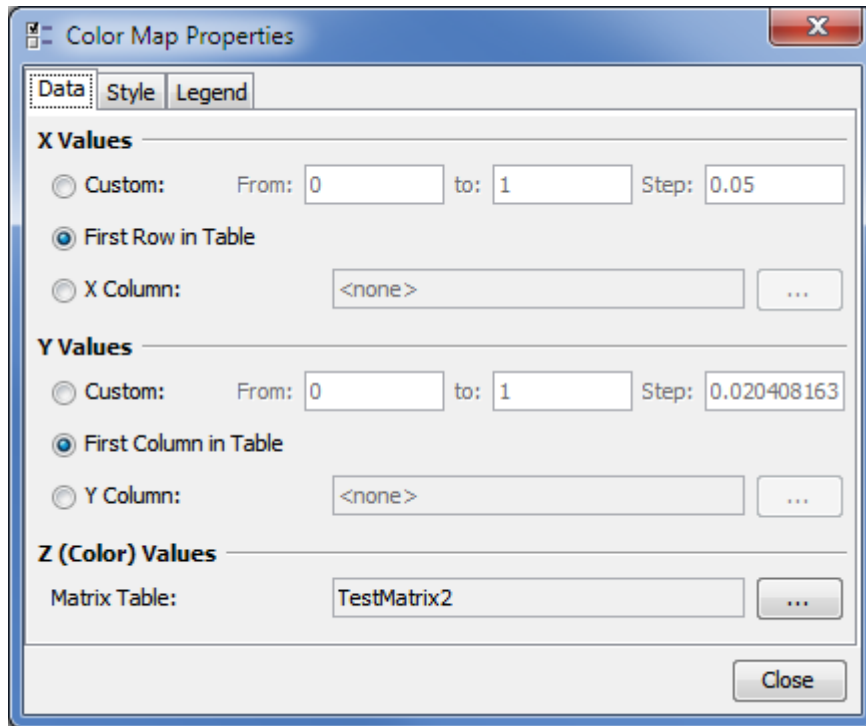 Color Map Properties
Data Style Legend
X Values
Custom: From: 0 to: 1 Step: 0.05
First Row in Table
X Column: <none> ...
Y Values
Custom: From: 0 to: 1 Step: 0.020408163
First Column in Table
Y Column: <none> ...
Z (Color) Values
Matrix Table: TestMatrix2 ...
Close